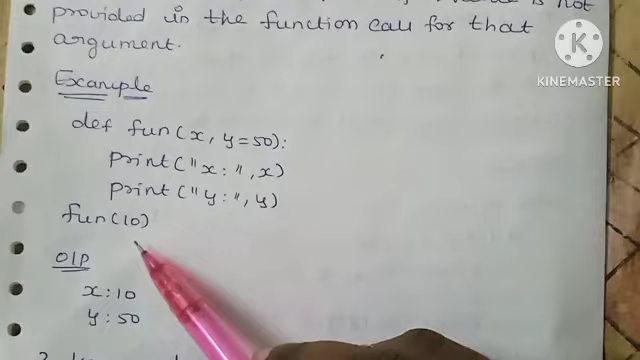 provided in the function call for that
argument.
Example
def fun(x, y=50):
print("x:", x)
print("y:", y)
fun(10)
O/P
x:10
y:50
KINEMASTER